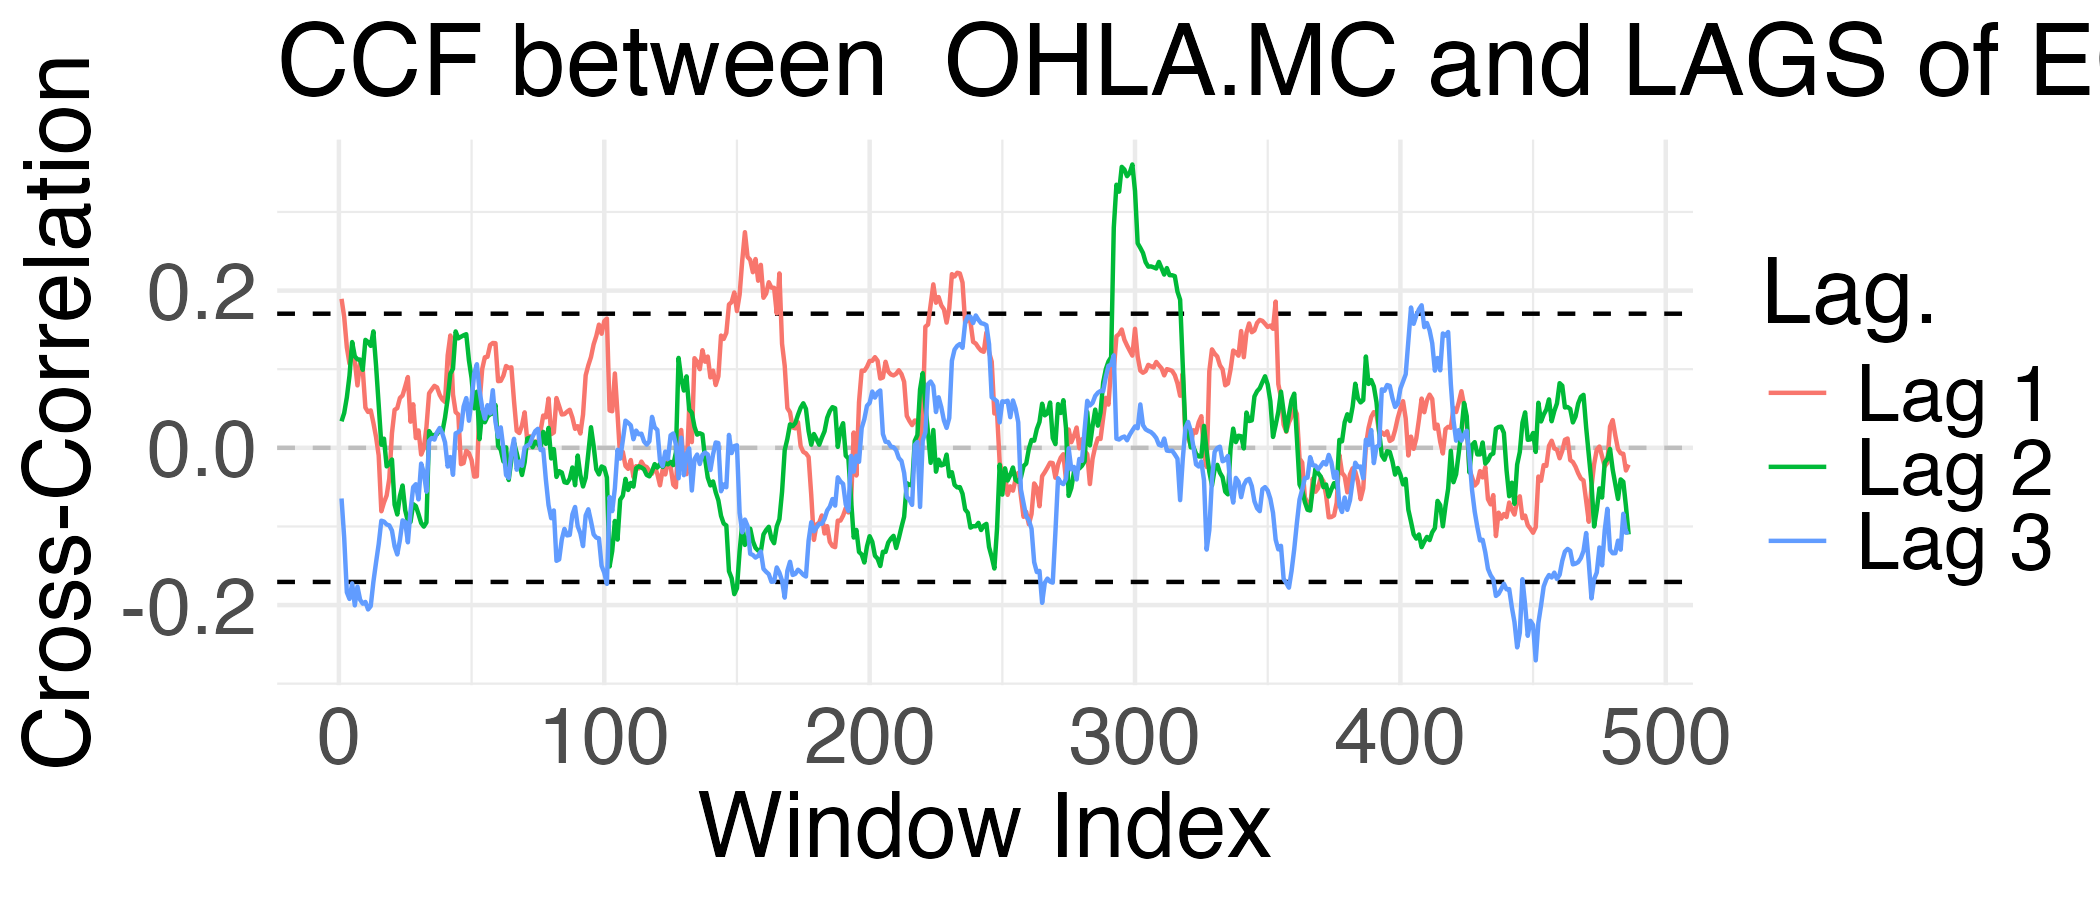 CCF between  OHLA.MC and LAGS of E
Cross-Correlation
0.2
0.0
-0.2
0 100 200 300 400 500
Window Index
Lag.
Lag 1
Lag 2
Lag 3